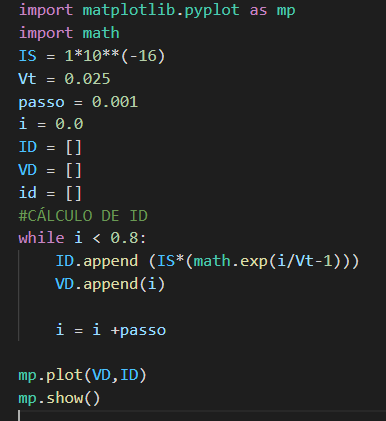 import matplotlib.pyplot as mp
import math
IS = 1*10**(-16)
Vt = 0.025
passo = 0.001
i = 0.0
ID = []
VD = []
id = []
#CÁLCULO DE ID
while i < 0.8:
    ID.append (IS*(math.exp(i/Vt-1)))
    VD.append(i)

    i = i +passo

mp.plot(VD,ID)
mp.show()